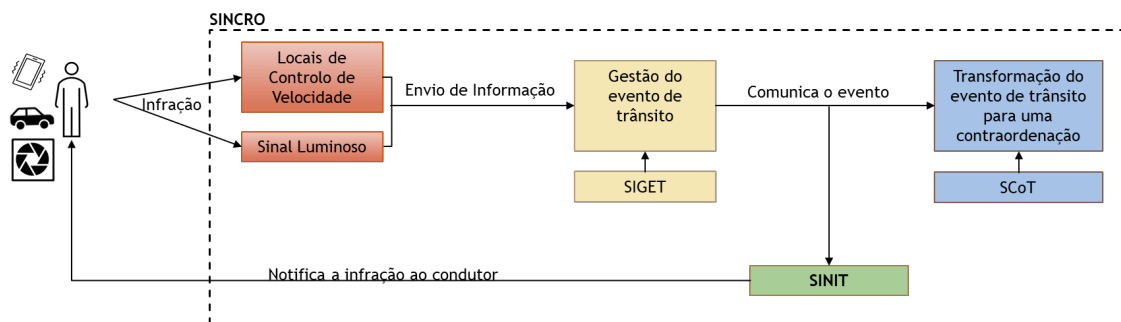 SINCRO
Locais de
Controlo de
Velocidade
Infração
Sinal Luminoso
Envio de Informação
Gestão do
evento de
trânsito
SIGET
Comunica o evento
Transformação do
evento de trânsito
para uma
contraordenação
SCoT
Notifica a infração ao condutor
SINIT